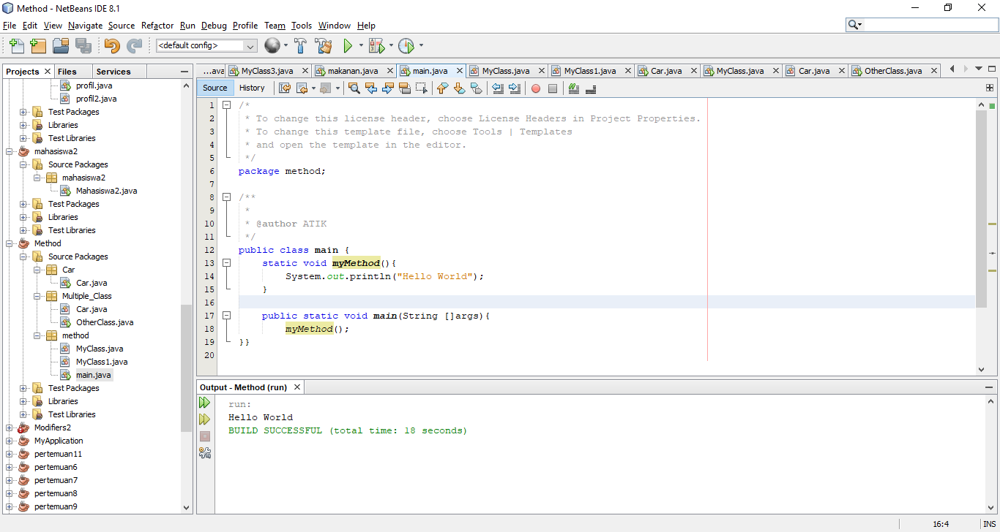 Method - NetBeans IDE 8.1
File Edit View Navigate Source Refactor Run Debug Profile Team Tools Window Help
<default config>
Projects Files Services
profil.java
profil2.java
Test Packages
Libraries
Test Libraries
mahasiswa2
Source Packages
mahasiswa2
Mahasiswa2.java
Test Packages
Libraries
Test Libraries
Method
Source Packages
Car
Car.java
Multiple_Class
Car.java
OtherClass.java
method
MyClass.java
MyClass1.java
main.java
Test Packages
Libraries
Test Libraries
Modifiers2
MyApplication
pertemuan11
pertemuan6
pertemuan7
pertemuan8
pertemuan9
...ava MyClass3.java makanan.java main.java MyClass.java MyClass1.java Car.java MyClass.java Car.java OtherClass.java
Source History
1 /*
2 * To change this license header, choose License Headers in Project Properties.
3 * To change this template file, choose Tools | Templates
4 * and open the template in the editor.
5 */
6 package method;
7
8 /**
9 *
10 * @author ATIK
11 */
12 public class main {
13 static void myMethod(){
14 System.out.println("Hello World");
15 }
16
17 public static void main(String []args){
18 myMethod();
19 }}
20
Output - Method (run)
run:
Hello World
BUILD SUCCESSFUL (total time: 18 seconds)
16:4 INS